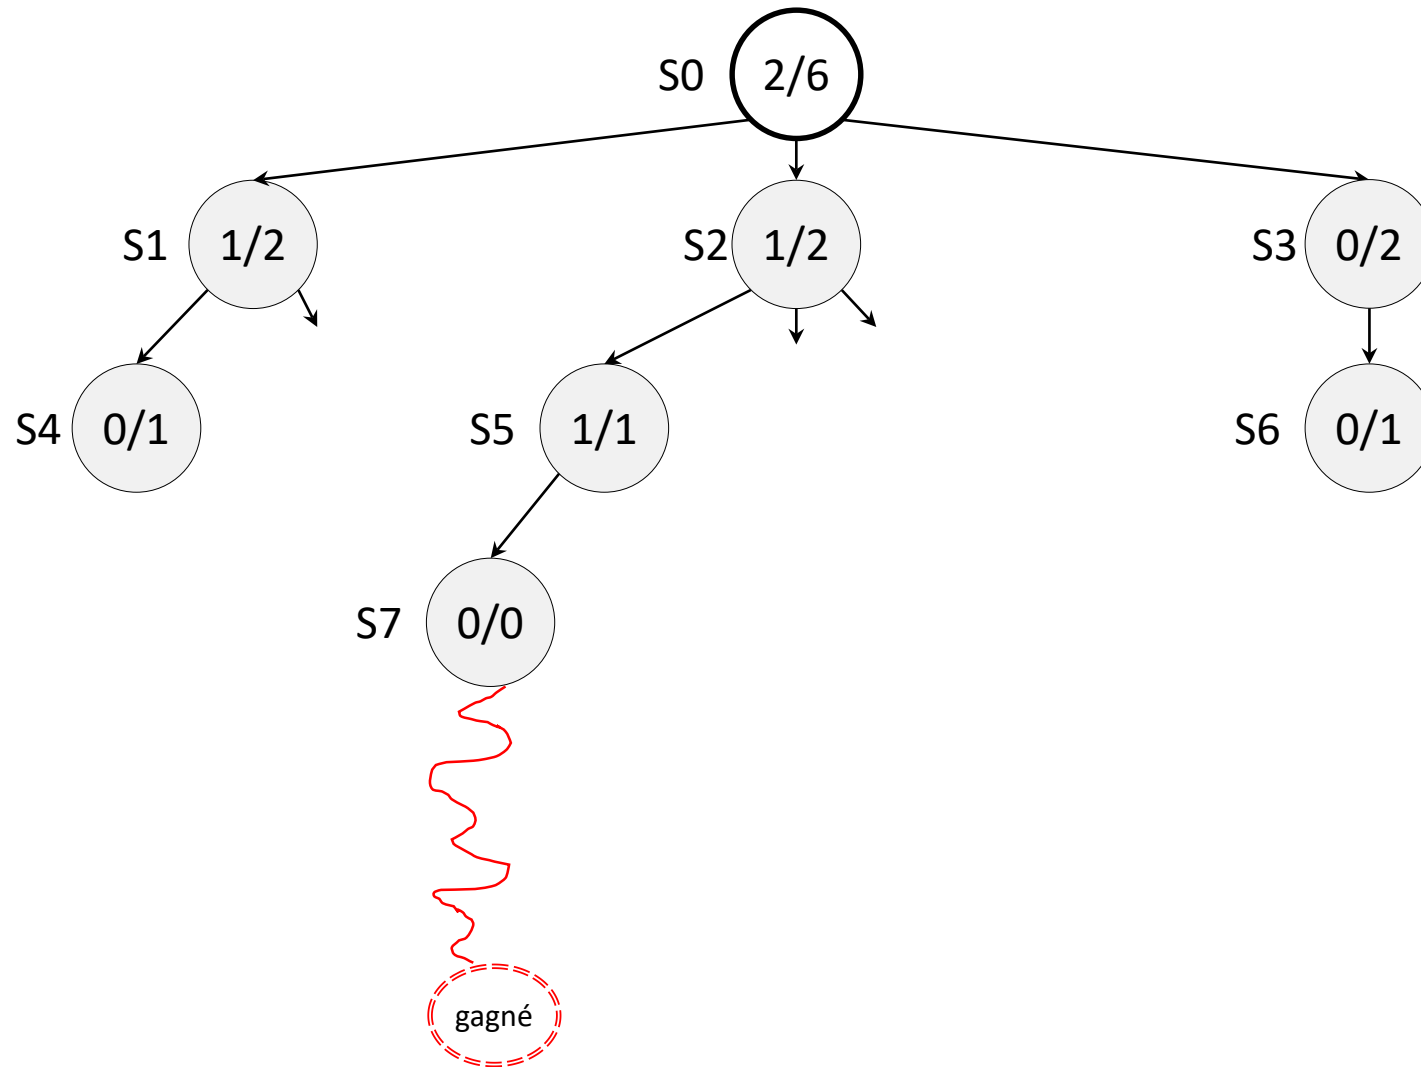 S0 2/6
S1 1/2 S2 1/2 S3 0/2
S4 0/1 S5 1/1 S6 0/1
S7 0/0
gagné